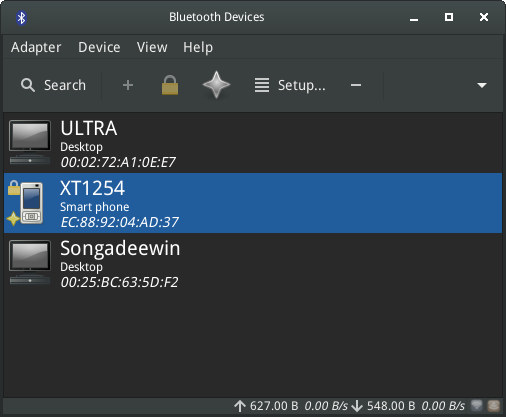 Bluetooth Devices
Adapter Device View Help
Search Setup...
ULTRA
Desktop
00:02:72:A1:0E:E7
XT1254
Smart phone
EC:88:92:04:AD:37
Songadeewin
Desktop
00:25:BC:63:5D:F2
627.00 B 0.00 B/s 548.00 B 0.00 B/s